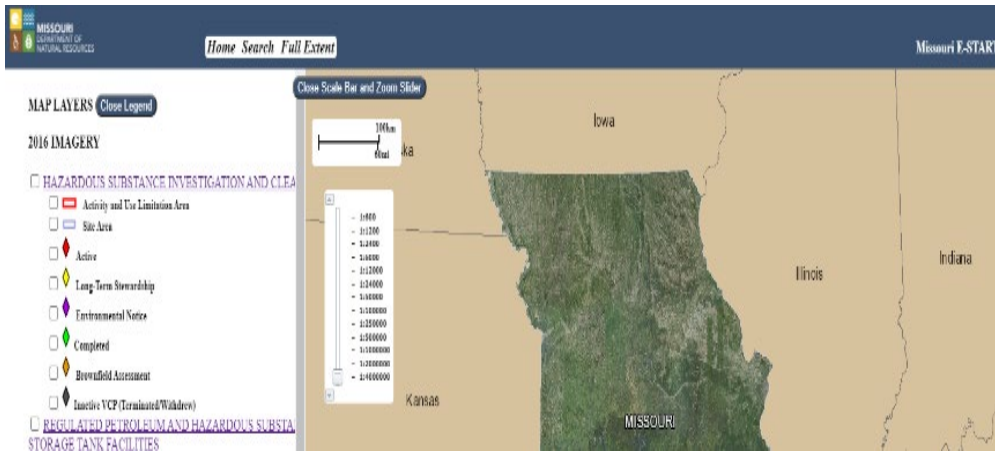 MISSOURI
DEPARTMENT OF
NATURAL RESOURCES
Home Search Full Extent
Missouri E-START
Close Scale Bar and Zoom Slider
MAP LAYERS Close Legend
2016 IMAGERY
HAZARDOUS SUBSTANCE INVESTIGATION AND CLEA
Activity and Use Limitation Area
Site Area
Active
Long-Term Stewardship
Environmental Notice
Completed
Brownfield Assessment
Inactive VCP (Terminated/Withdrew)
REGULATED PETROLEUM AND HAZARDOUS SUBSTA
STORAGE TANK FACILITIES
100km
60mi
1:600
1:1200
1:2400
1:6000
1:12000
1:24000
1:60000
1:100000
1:250000
1:500000
1:1000000
1:2000000
1:4000000
ka
Iowa
Illinois
Indiana
Kansas
MISSOURI